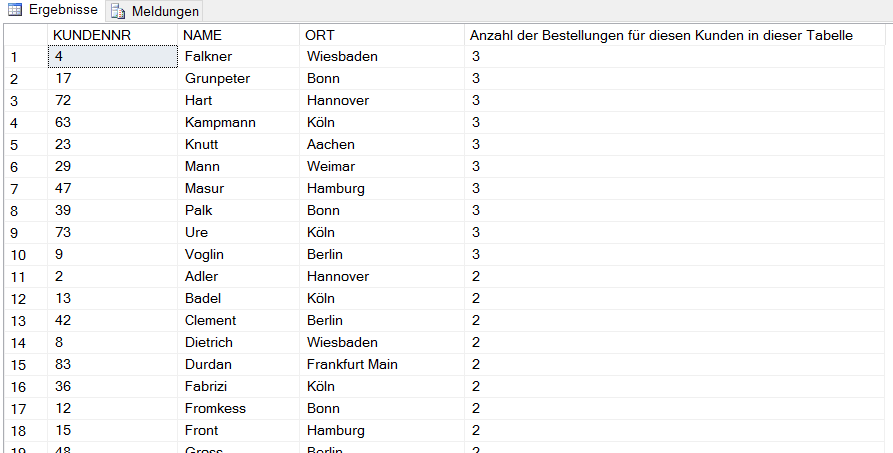 Ergebnisse Meldungen
KUNDENNR NAME ORT Anzahl der Bestellungen für diesen Kunden in dieser Tabelle
1 4 Falkner Wiesbaden 3
2 17 Grunpeter Bonn 3
3 72 Hart Hannover 3
4 63 Kampmann Köln 3
5 23 Knutt Aachen 3
6 29 Mann Weimar 3
7 47 Masur Hamburg 3
8 39 Palk Bonn 3
9 73 Ure Köln 3
10 9 Voglin Berlin 3
11 2 Adler Hannover 2
12 13 Badel Köln 2
13 42 Clement Berlin 2
14 8 Dietrich Wiesbaden 2
15 83 Durdan Frankfurt Main 2
16 36 Fabrizi Köln 2
17 12 Fromkess Bonn 2
18 15 Front Hamburg 2
19 48 Gross Berlin 2